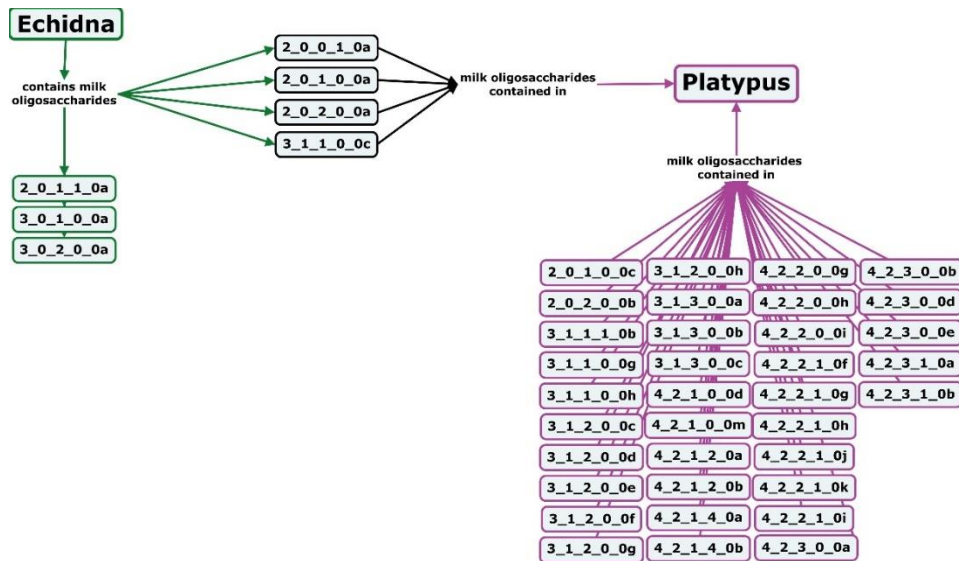 Echidna
contains milk
oligosaccharides
2_0_0_1_0a
2_0_1_0_0a
2_0_2_0_0a
3_1_1_0_0c
milk oligosaccharides
contained in
Platypus
milk oligosaccharides
contained in
2_0_1_1_0a
3_0_1_0_0a
3_0_2_0_0a
2_0_1_0_0c 3_1_2_0_0h 4_2_2_0_0g 4_2_3_0_0b
2_0_2_0_0b 3_1_3_0_0a 4_2_2_0_0h 4_2_3_0_0d
3_1_1_1_0b 3_1_3_0_0b 4_2_2_0_0i 4_2_3_0_0e
3_1_1_0_0g 3_1_3_0_0c 4_2_2_1_0f 4_2_3_1_0a
3_1_1_0_0h 4_2_1_0_0d 4_2_2_1_0g 4_2_3_1_0b
3_1_2_0_0c 4_2_1_0_0m 4_2_2_1_0h
3_1_2_0_0d 4_2_1_2_0a 4_2_2_1_0j
3_1_2_0_0e 4_2_1_2_0b 4_2_2_1_0k
3_1_2_0_0f 4_2_1_4_0a 4_2_2_1_0i
3_1_2_0_0g 4_2_1_4_0b 4_2_3_0_0a